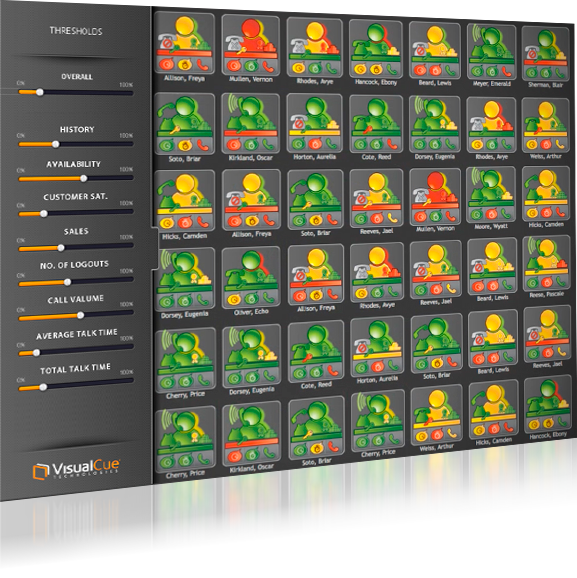 THRESHOLDS
OVERALL
0% 100%
HISTORY
0% 100%
AVAILABILITY
0% 100%
CUSTOMER SAT.
0% 100%
SALES
0% 100%
NO. OF LOGOUTS
0% 100%
CALL VALUME
0% 100%
AVERAGE TALK TIME
0% 100%
TOTAL TALK TIME
0% 100%
VisualCue
TECHNOLOGIES
Allison, Freya Mullen, Vernon Rhodes, Avye Hancock, Ebony Beard, Lewis Meyer, Emerald Sherman, Blair
Soto, Briar Kirkland, Oscar Horton, Aurelia Cote, Reed Dorsey, Eugenia Rhodes, Avye Weiss, Arthur
Hicks, Camden Allison, Freya Soto, Briar Reeves, Jael Mullen, Vernon Moore, Wyatt Hicks, Camden
Dorsey, Eugenia Oliver, Echo Allison, Freya Rhodes, Avye Reeves, Jael Beard, Lewis Reese, Pascale
Cherry, Price Dorsey, Eugenia Cote, Reed Horton, Aurelia Soto, Briar Beard, Lewis Reeves, Jael
Cherry, Price Kirkland, Oscar Soto, Briar Cherry, Price Weiss, Arthur Hicks, Camden Hancock, Ebony